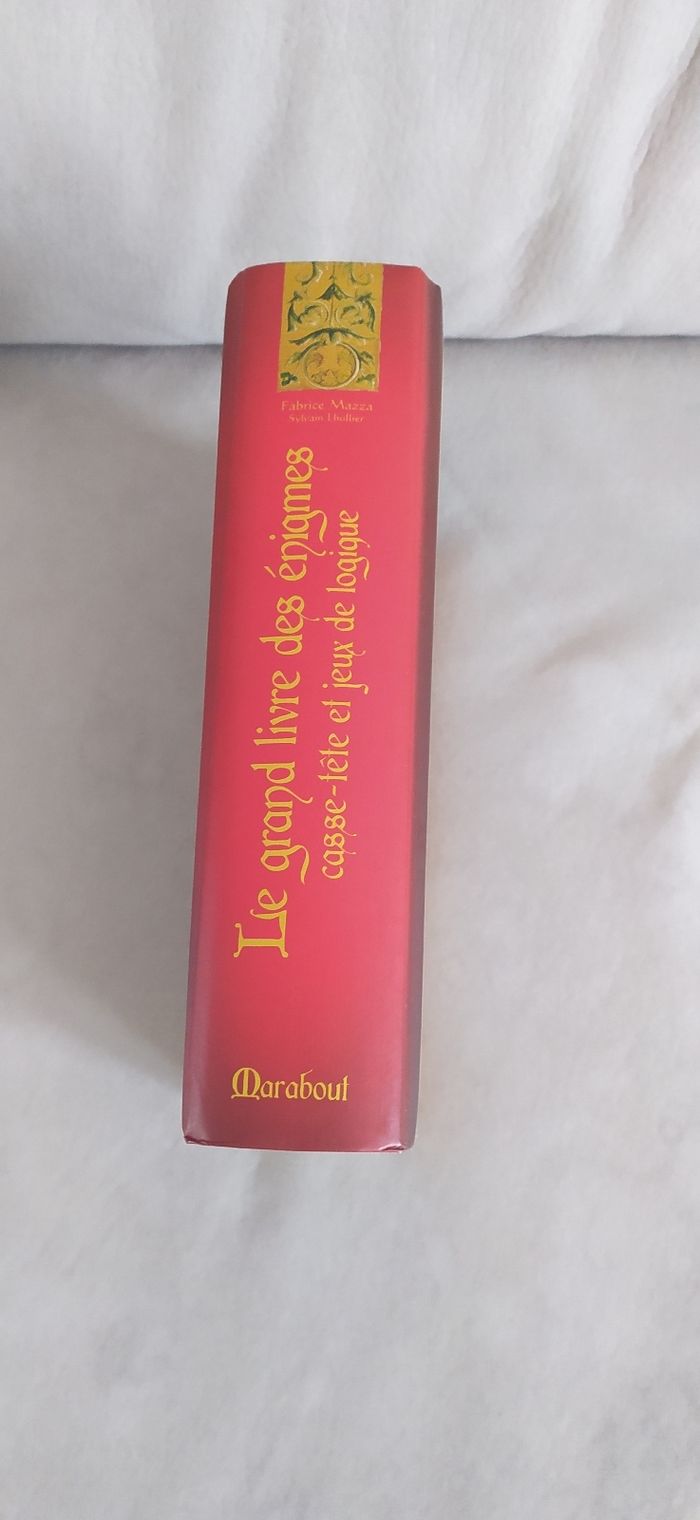 Fabrice Mazza
Sylvain Lhullier
Le grand livre des énigmes
casse-tête et jeux de logique
Marabout